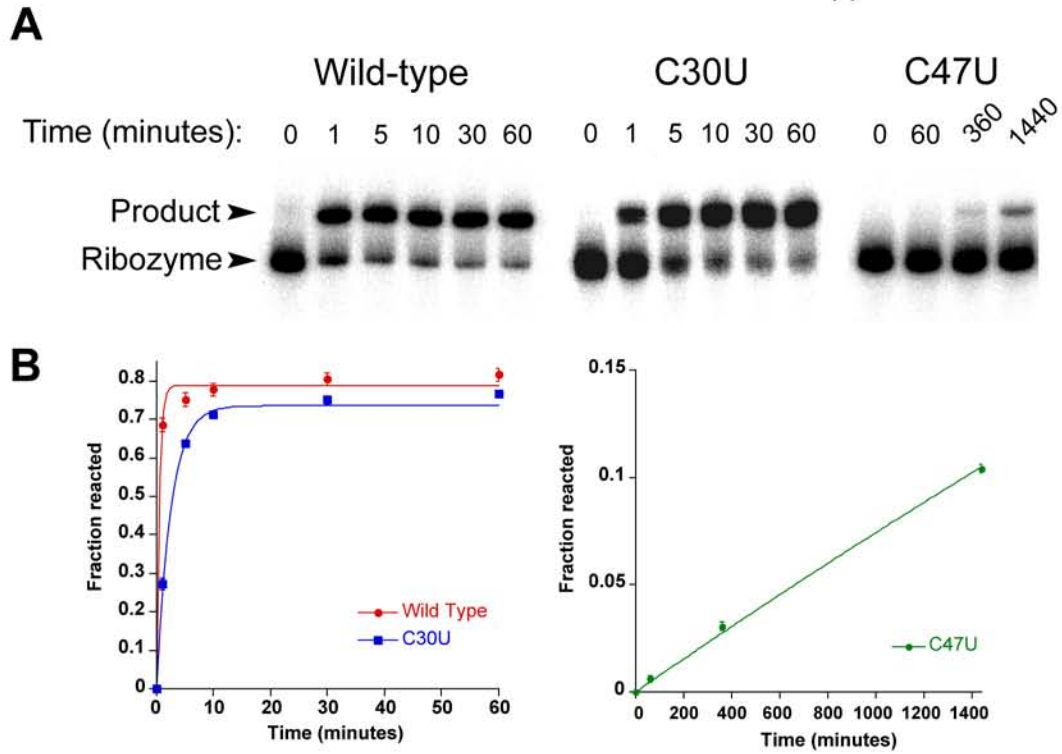 A
Wild-type C30U C47U
Time (minutes): 0 1 5 10 30 60 0 1 5 10 30 60 0 60 360 1440
Product
Ribozyme
B
0.8
0.7
0.6
0.5
0.4
0.3
0.2
0.1
0
Fraction reacted
Wild Type
C30U
0 10 20 30 40 50 60
Time (minutes)
0.15
0.1
0.05
0
Fraction reacted
C47U
0 200 400 600 800 1000 1200 1400
Time (minutes)